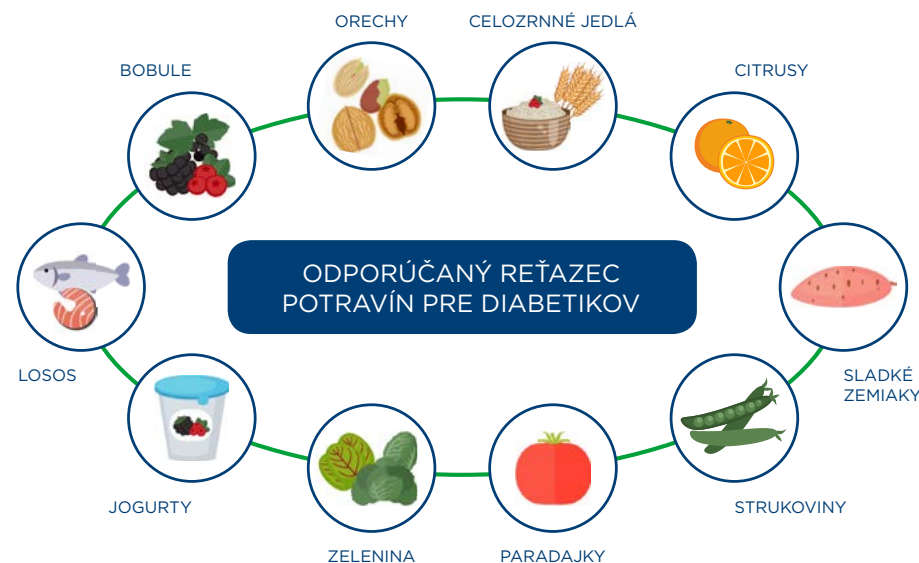 ORECHY
CELOZRNNÉ JEDLÁ
BOBULE
CITRUSY
ODPORÚČANÝ REŤAZEC
POTRAVÍN PRE DIABETIKOV
LOSOS
SLADKÉ
ZEMIAKY
JOGURTY
STRUKOVINY
ZELENINA
PARADAJKY